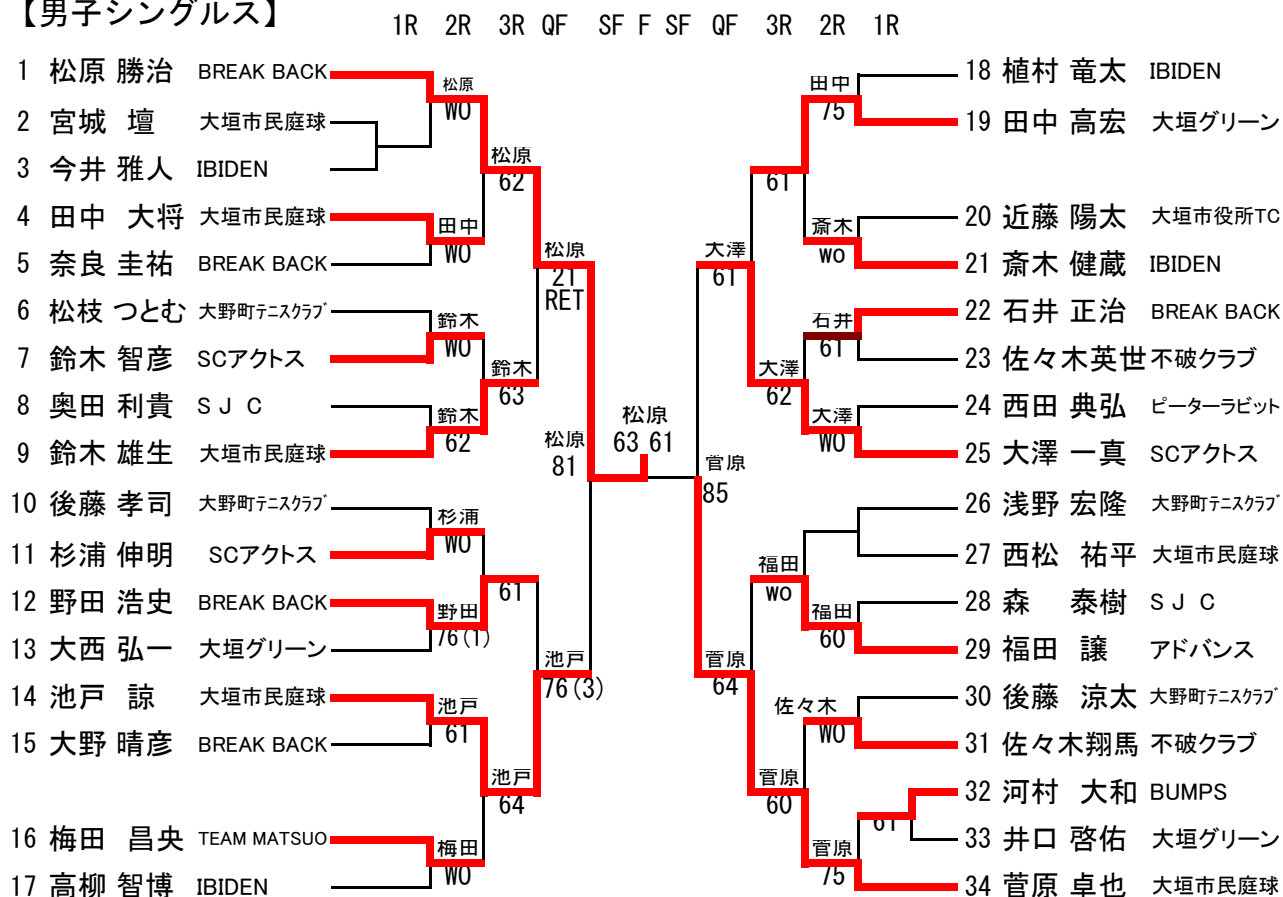 【男子シングルス】
1R 2R 3R QF SF F SF QF 3R 2R 1R
1 松原 勝治 BREAK BACK
2 宮城 壇 大垣市民庭球
3 今井 雅人 IBIDEN
4 田中 大将 大垣市民庭球
5 奈良 圭祐 BREAK BACK
6 松枝 つとむ 大野町テニスクラブ
7 鈴木 智彦 SCアクトス
8 奥田 利貴 S J C
9 鈴木 雄生 大垣市民庭球
10 後藤 孝司 大野町テニスクラブ
11 杉浦 伸明 SCアクトス
12 野田 浩史 BREAK BACK
13 大西 弘一 大垣グリーン
14 池戸 諒 大垣市民庭球
15 大野 晴彦 BREAK BACK
16 梅田 昌央 TEAM MATSUO
17 高柳 智博 IBIDEN
松原
WO
田中
WO
鈴木
WO
鈴木
62
杉浦
WO
野田
76(1)
池戸
61
梅田
WO
松原
62
鈴木
63
61
池戸
64
松原
21
RET
池戸
76(3)
松原
81
松原
63 61
菅原
85
大澤
61
菅原
64
61
大澤
62
福田
wo
菅原
60
田中
75
斎木
wo
石井
61
大澤
WO
福田
60
佐々木
WO
菅原
75
61
18 植村 竜太 IBIDEN
19 田中 高宏 大垣グリーン
20 近藤 陽太 大垣市役所TC
21 斎木 健蔵 IBIDEN
22 石井 正治 BREAK BACK
23 佐々木英世 不破クラブ
24 西田 典弘 ピーターラビット
25 大澤 一真 SCアクトス
26 浅野 宏隆 大野町テニスクラブ
27 西松 祐平 大垣市民庭球
28 森 泰樹 S J C
29 福田 譲 アドバンス
30 後藤 涼太 大野町テニスクラブ
31 佐々木翔馬 不破クラブ
32 河村 大和 BUMPS
33 井口 啓佑 大垣グリーン
34 菅原 卓也 大垣市民庭球